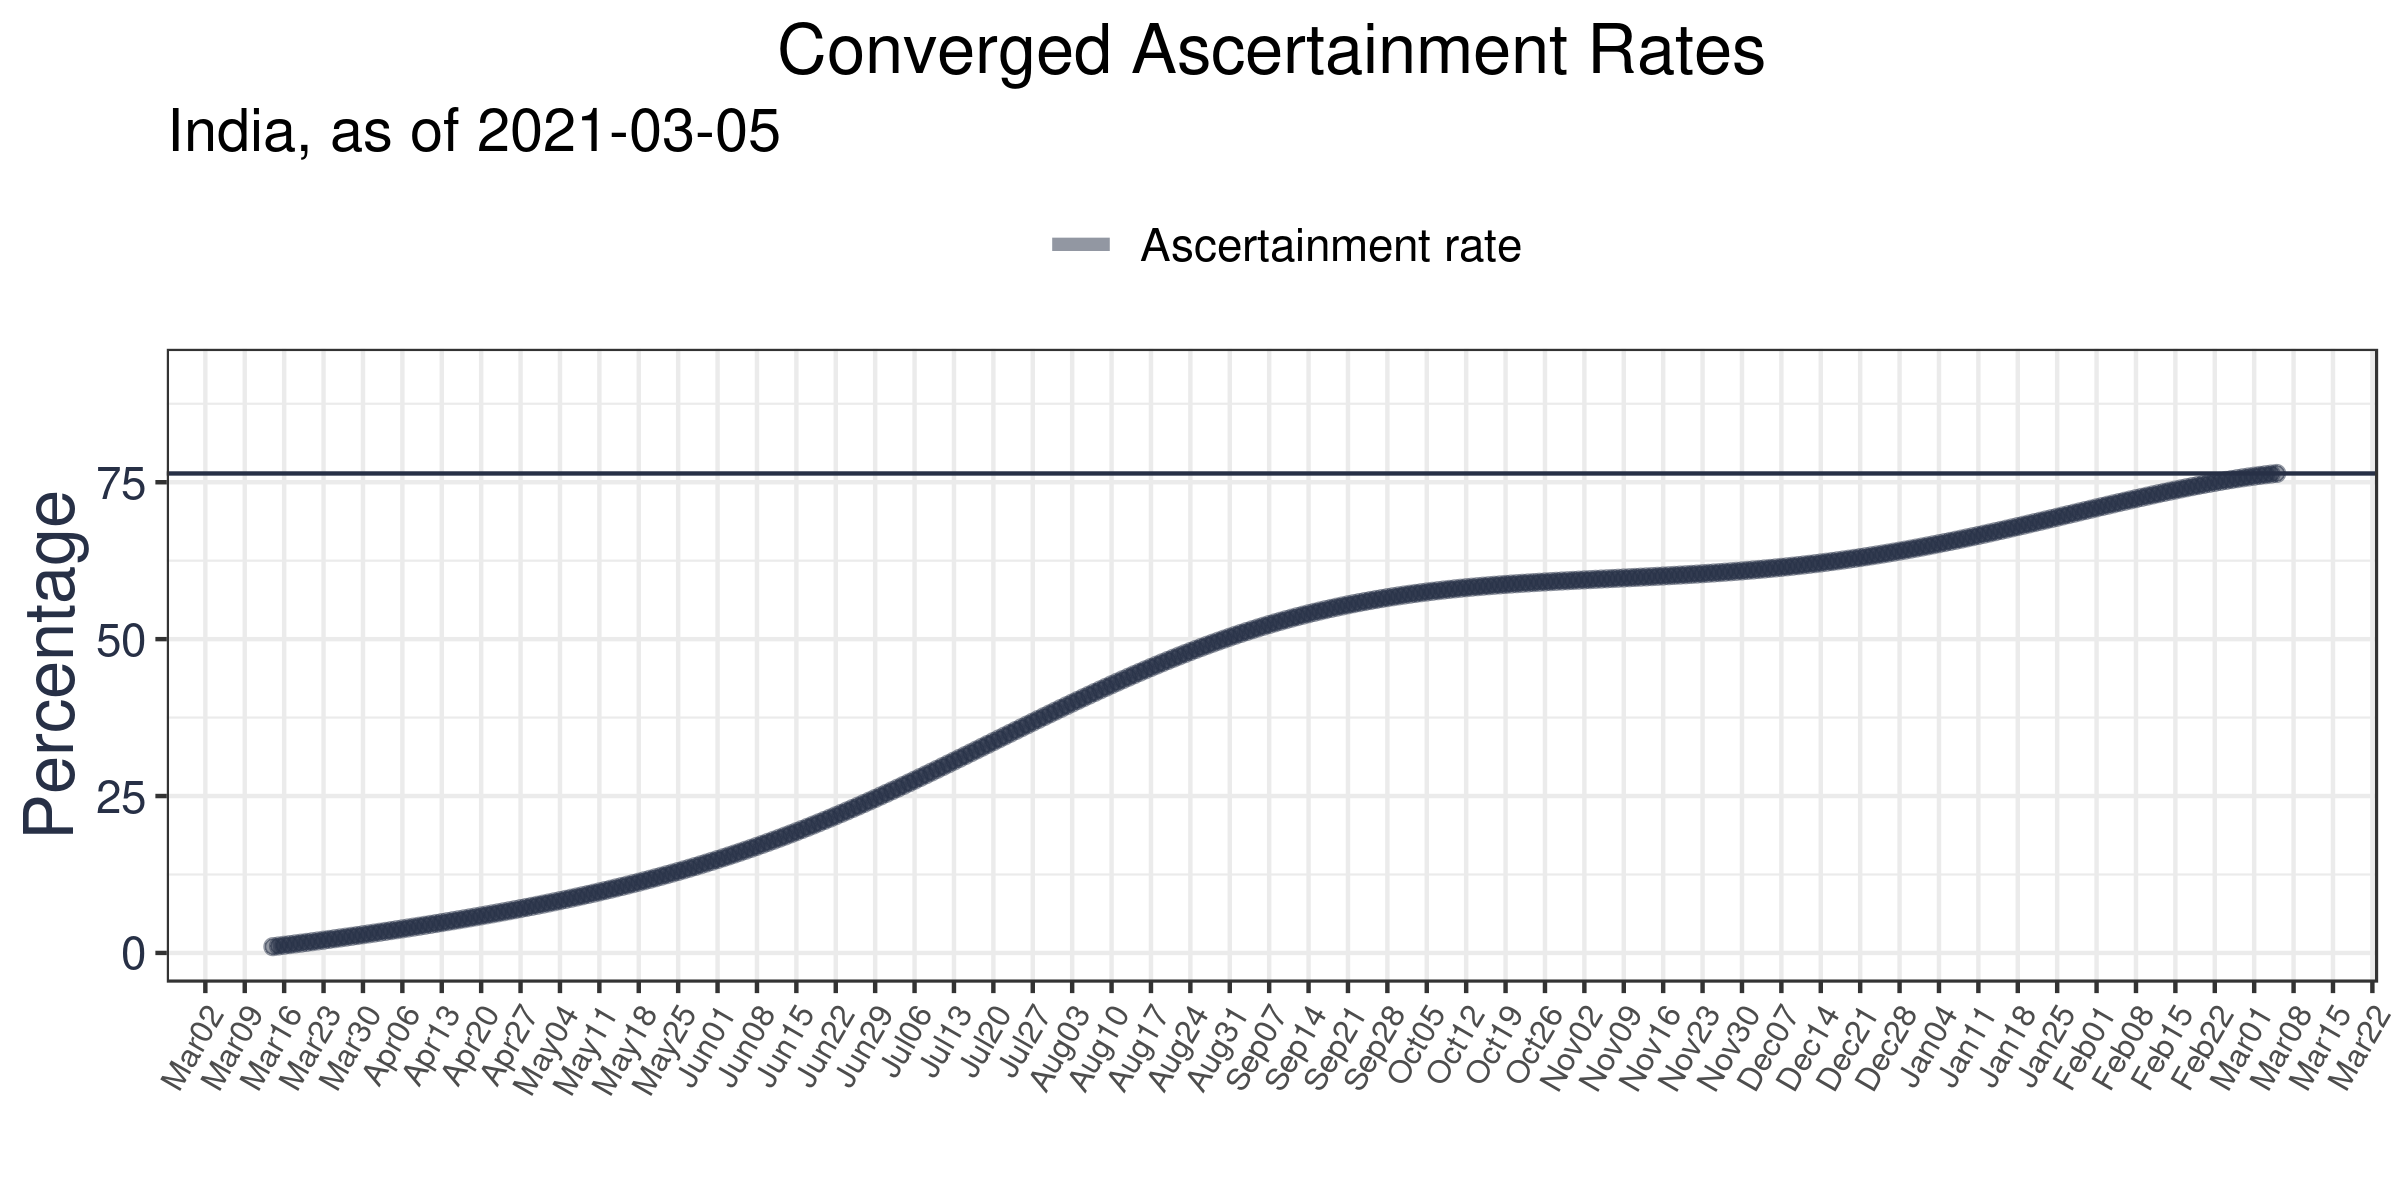 Converged Ascertainment Rates
India, as of 2021-03-05
Ascertainment rate
Percentage
75
50
25
0
Mar02 Mar09 Mar16 Mar23 Mar30 Apr06 Apr13 Apr20 Apr27 May04 May11 May18 May25 Jun01 Jun08 Jun15 Jun22 Jun29 Jul06 Jul13 Jul20 Jul27 Aug03 Aug10 Aug17 Aug24 Aug31 Sep07 Sep14 Sep21 Sep28 Oct05 Oct12 Oct19 Oct26 Nov02 Nov09 Nov16 Nov23 Nov30 Dec07 Dec14 Dec21 Dec28 Jan04 Jan11 Jan18 Jan25 Feb01 Feb08 Feb15 Feb22 Mar01 Mar08 Mar15 Mar22